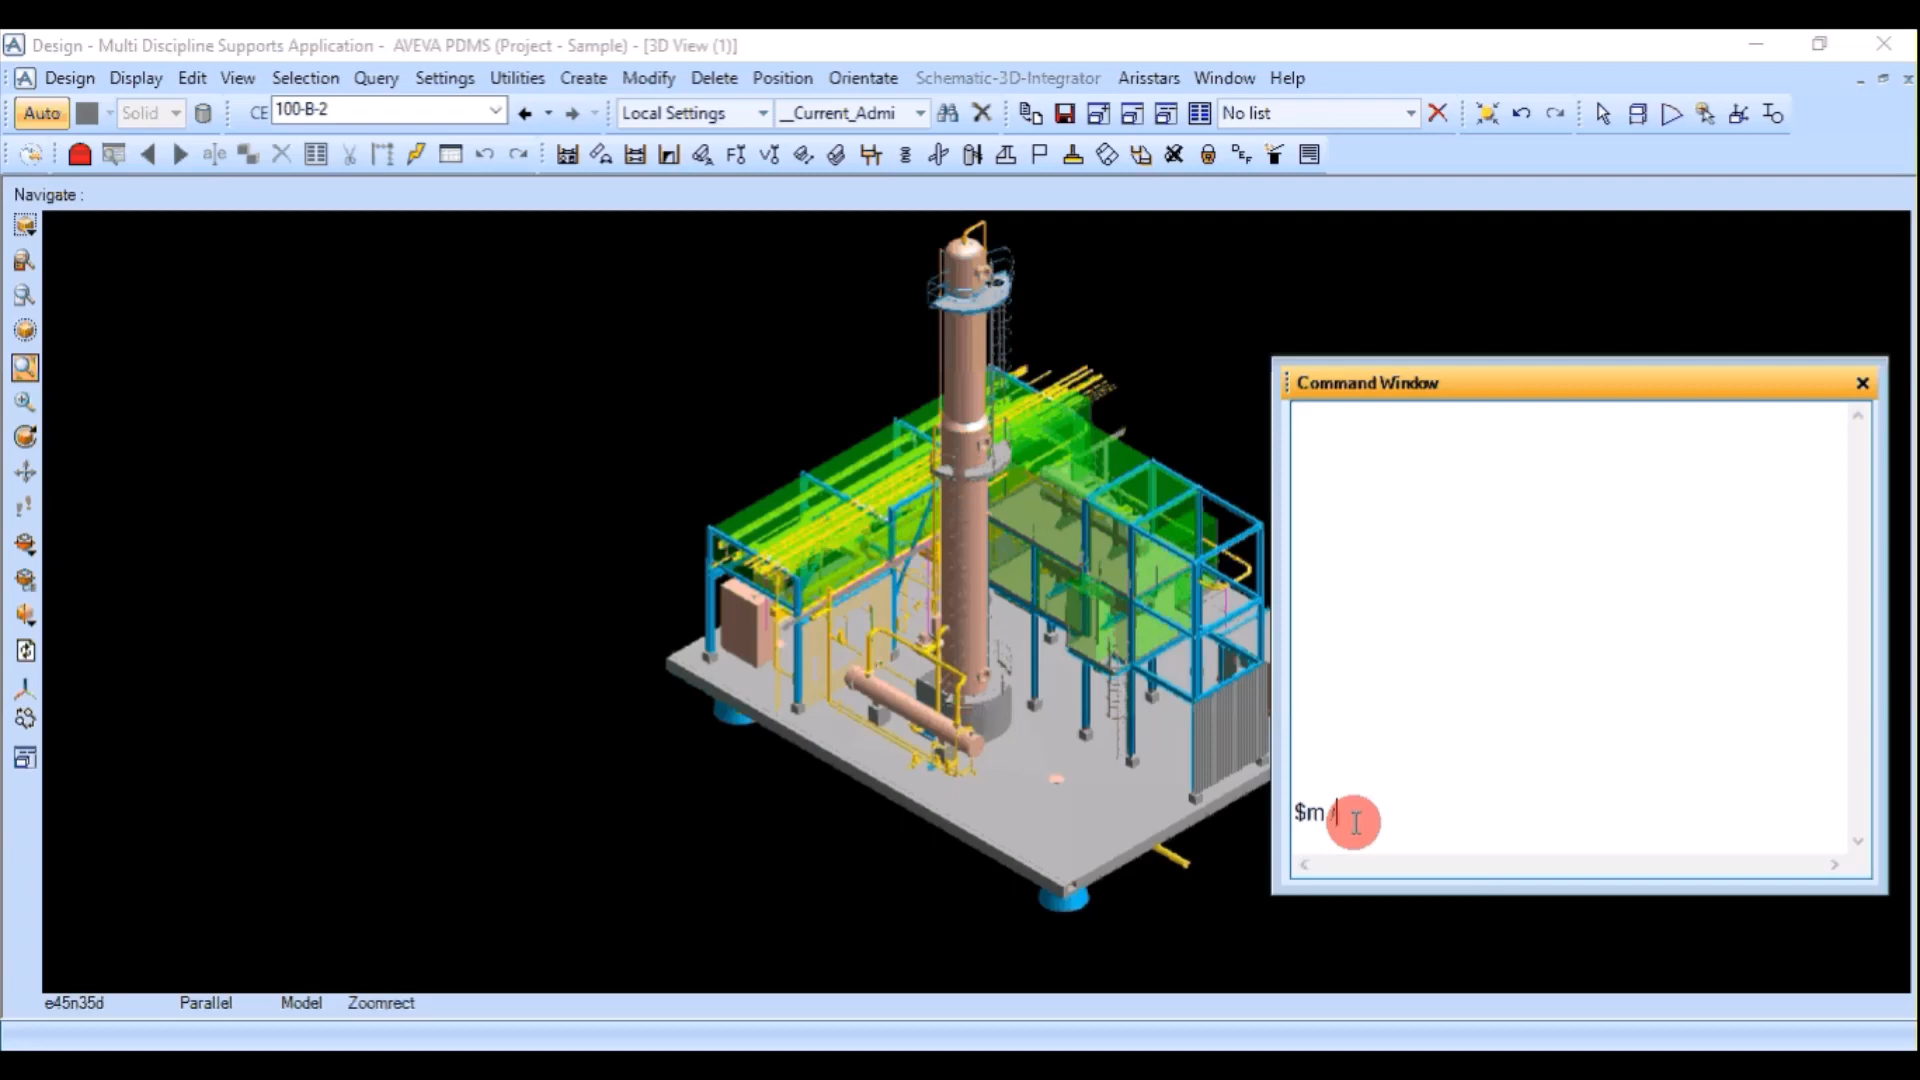 Design - Multi Discipline Supports Application - AVEVA PDMS (Project - Sample) - [3D View (1)]
Design Display Edit View Selection Query Settings Utilities Create Modify Delete Position Orientate Schematic-3D-Integrator Arisstars Window Help
Auto Solid CE 100-B-2 Local Settings __Current_Admi No list
Navigate :
Command Window
$m
e45n35d Parallel Model Zoomrect